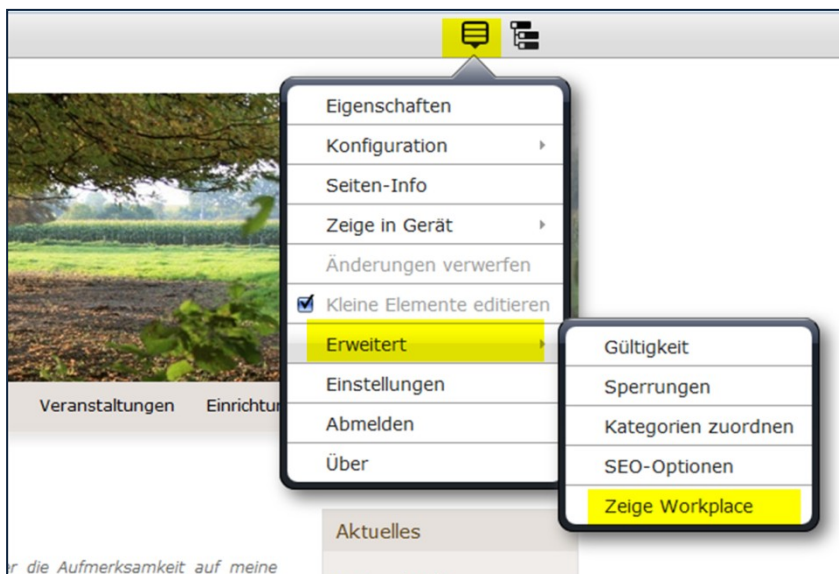 Eigenschaften
Konfiguration
Seiten-Info
Zeige in Gerät
Änderungen verwerfen
Kleine Elemente editieren
Erweitert
Einstellungen
Abmelden
Über
Gültigkeit
Sperrungen
Kategorien zuordnen
SEO-Optionen
Zeige Workplace
Veranstaltungen
Aktuelles
die Aufmerksamkeit auf meine